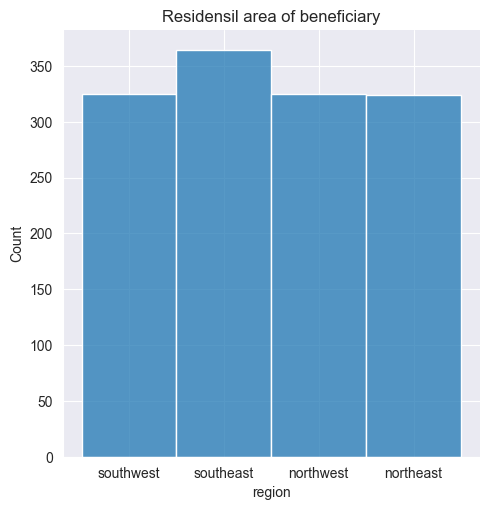 Residensil area of beneficiary
Count
350
300
250
200
150
100
50
0
southwest southeast northwest northeast
region